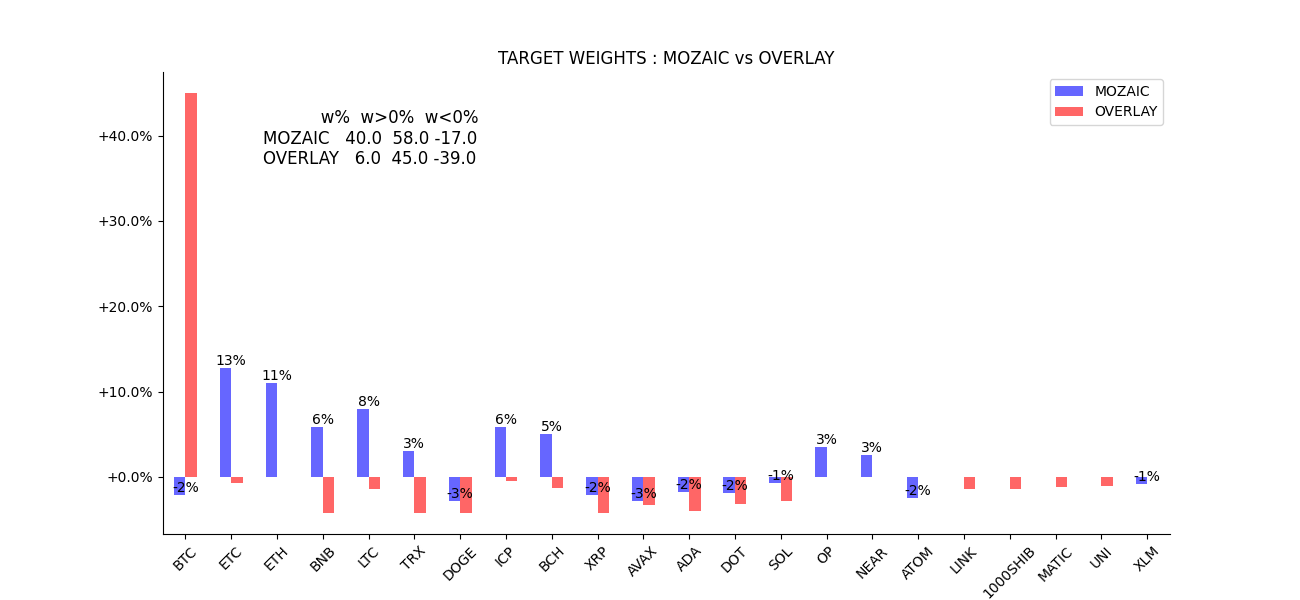 TARGET WEIGHTS : MOZAIC vs OVERLAY
MOZAIC
OVERLAY
w% w>0% w<0%
MOZAIC 40.0 58.0 -17.0
OVERLAY 6.0 45.0 -39.0
+40.0%
+30.0%
+20.0%
+10.0%
+0.0%
-2% 13% 11% 6% 8% 3% -3% 6% 5% -2% -3% -2% -2% -1% 3% 3% -2% -1%
BTC ETC ETH BNB LTC TRX DOGE ICP BCH XRP AVAX ADA DOT SOL OP NEAR ATOM LINK 1000SHIB MATIC UNI XLM